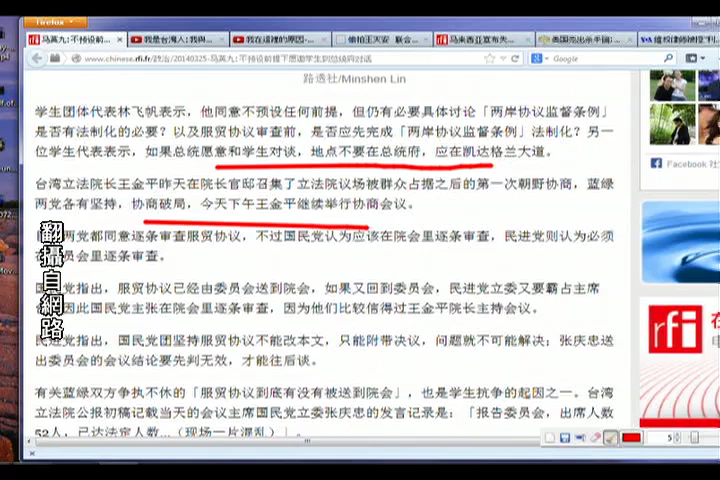 Firefox
马英九:不预设前...
我是台湾人:我与...
我在這裡的原因-...
偷拍王天安 联合...
马来西亚宣布失...
美国亮出杀手锏:...
www.chinese.rfi.fr/政治/20140325-马英九:不预设前提下愿邀学生到总统府对话
Google
路透社/Minshen Lin
学生团体代表林飞帆表示，他同意不预设任何前提，但仍有必要具体讨论「两岸协议监督条例」
是否有法制化的必要？以及服贸协议审查前，是否应先完成「两岸协议监督条例」法制化？另一
位学生代表表示，如果总统愿意和学生对谈，地点不要在总统府，应在凯达格兰大道。
台湾立法院长王金平昨天在院长官邸召集了立法院议场被群众占据之后的第一次朝野协商，蓝绿
两党各有坚持，协商破局，今天下午王金平继续举行协商会议。
两党都同意逐条审查服贸协议，不过国民党认为应该在院会里逐条审查，民进党则认为必须
员会里逐条审查。
党指出，服贸协议已经由委员会送到院会，如果又回到委员会，民进党立委又要霸占主席
因此国民党主张在院会里逐条审查，因为他们比较信得过王金平院长主持会议。
党指出，国民党团坚持服贸协议不能改本文，只能附带决议，问题就不可能解决；张庆忠送
出委员会的会议结论要先判无效，才能往后谈。
有关蓝绿双方争执不休的「服贸协议到底有没有被送到院会」，也是学生抗争的起因之一。台湾
立法院公报初稿记载当天的会议主席国民党立委张庆忠的发言记录是：「报告委员会，出席人数
52人，已达法定人数...（现场一片混乱）」。
翻攝自網路
Facebook
rfi
5